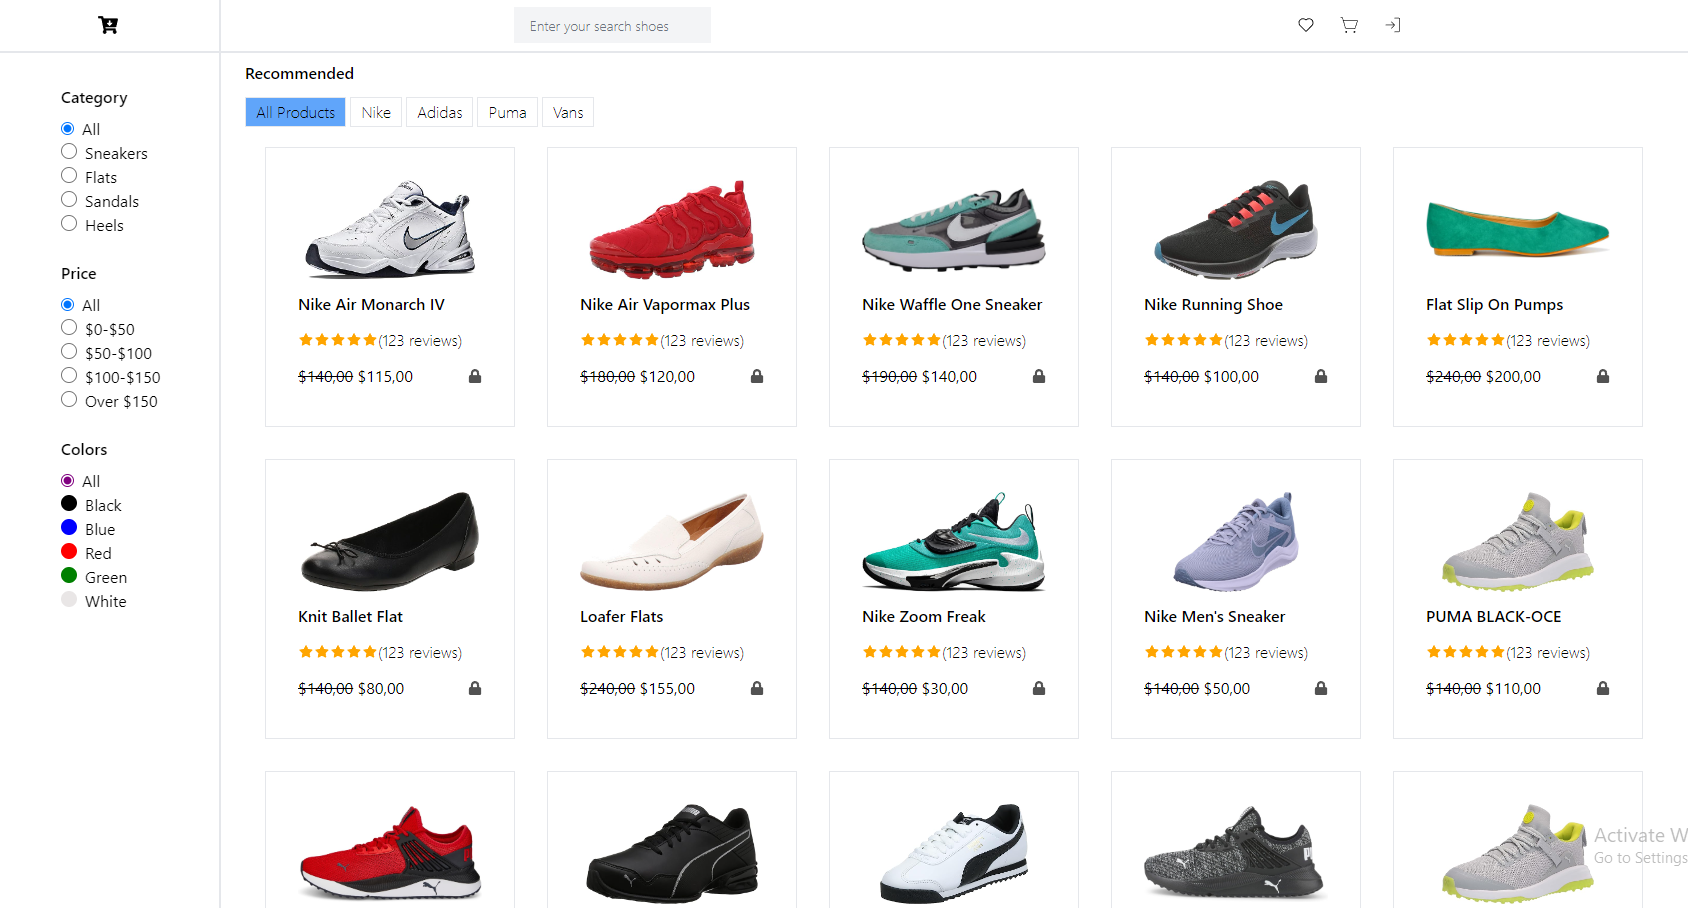 Enter your search shoes
Category
All
Sneakers
Flats
Sandals
Heels
Price
All
$0-$50
$50-$100
$100-$150
Over $150
Colors
All
Black
Blue
Red
Green
White
Recommended
All Products Nike Adidas Puma Vans
Nike Air Monarch IV
(123 reviews)
$140,00 $115,00
Nike Air Vapormax Plus
(123 reviews)
$180,00 $120,00
Nike Waffle One Sneaker
(123 reviews)
$190,00 $140,00
Nike Running Shoe
(123 reviews)
$140,00 $100,00
Flat Slip On Pumps
(123 reviews)
$240,00 $200,00
Knit Ballet Flat
(123 reviews)
$140,00 $80,00
Loafer Flats
(123 reviews)
$240,00 $155,00
Nike Zoom Freak
(123 reviews)
$140,00 $30,00
Nike Men's Sneaker
(123 reviews)
$140,00 $50,00
PUMA BLACK-OCE
(123 reviews)
$140,00 $110,00
Activate W
Go to Settings